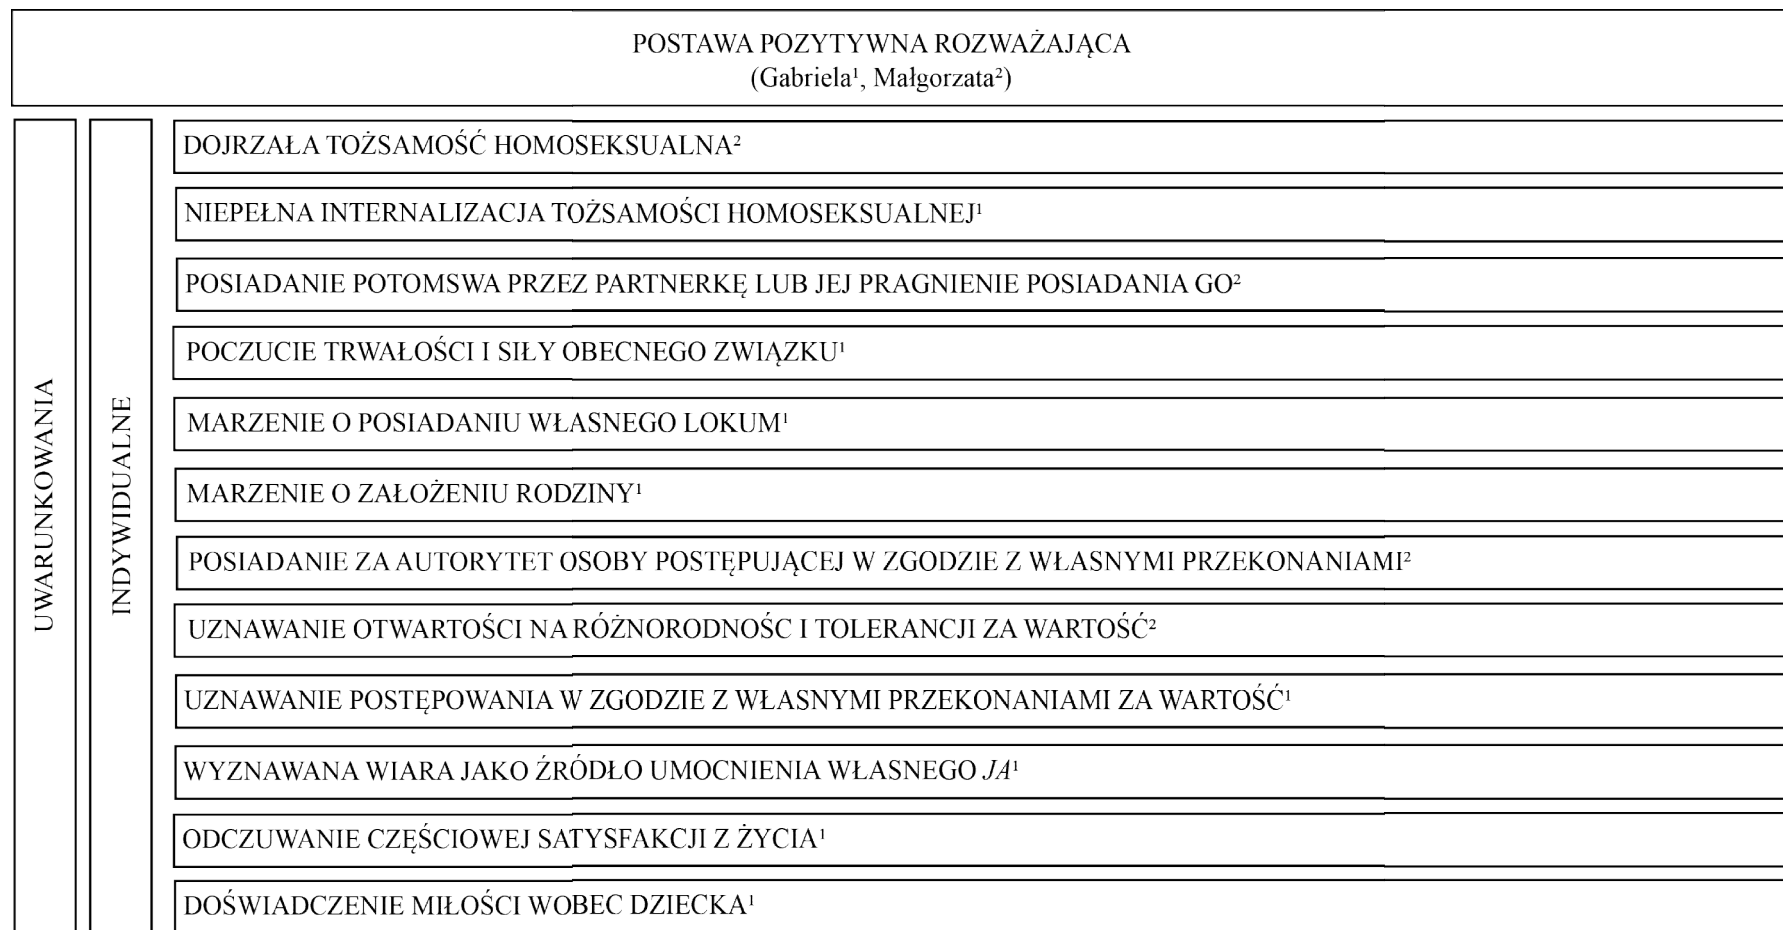 POSTAWA POZYTYWNA ROZWAŻAJĄCA
(Gabriela¹, Małgorzata²)
UWARUNKOWANIA
INDYWIDUALNE
DOJRZAŁA TOŻSAMOŚĆ HOMOSEKSUALNA²
NIEPEŁNA INTERNALIZACJA TOŻSAMOŚCI HOMOSEKSUALNEJ¹
POSIADANIE POTOMSWA PRZEZ PARTNERKĘ LUB JEJ PRAGNIENIE POSIADANIA GO²
POCZUCIE TRWAŁOŚCI I SIŁY OBECNEGO ZWIĄZKU¹
MARZENIE O POSIADANIU WŁASNEGO LOKUM¹
MARZENIE O ZAŁOŻENIU RODZINY¹
POSIADANIE ZA AUTORYTET OSOBY POSTĘPUJĄCEJ W ZGODZIE Z WŁASNYMI PRZEKONANIAMI²
UZNAWANIE OTWARTOŚCI NA RÓŻNORODNOŚC I TOLERANCJI ZA WARTOŚĆ²
UZNAWANIE POSTĘPOWANIA W ZGODZIE Z WŁASNYMI PRZEKONANIAMI ZA WARTOŚĆ¹
WYZNAWANA WIARA JAKO ŹRÓDŁO UMOCNIENIA WŁASNEGO JA¹
ODCZUWANIE CZĘŚCIOWEJ SATYSFAKCJI Z ŻYCIA¹
DOŚWIADCZENIE MIŁOŚCI WOBEC DZIECKA¹